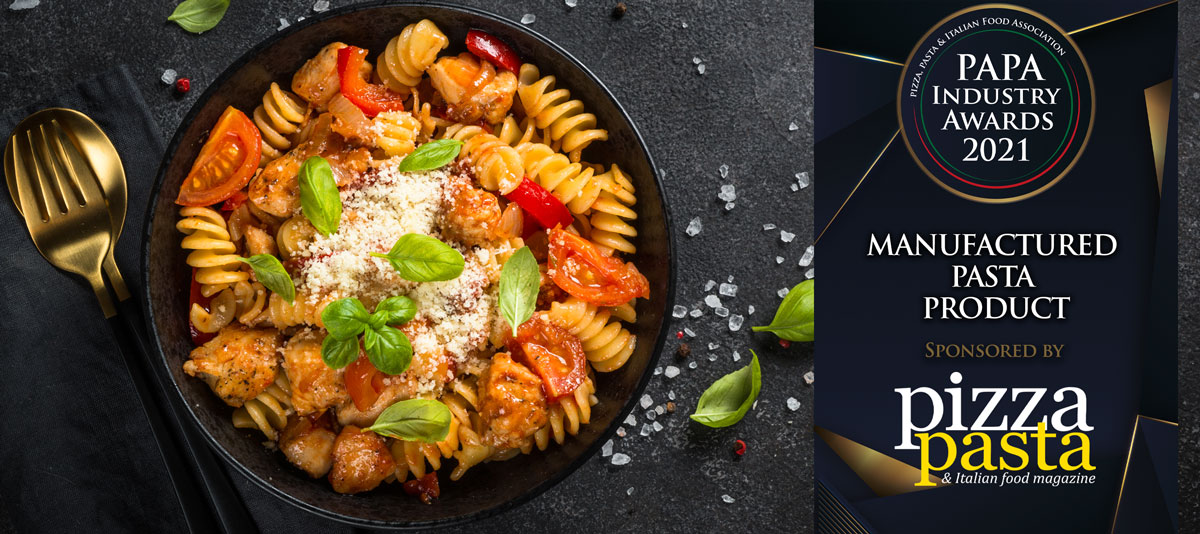 PIZZA, PASTA & ITALIAN FOOD ASSOCIATION
PAPA
INDUSTRY
AWARDS
2021
MANUFACTURED
PASTA
PRODUCT
SPONSORED BY
pizza
pasta
& Italian food magazine